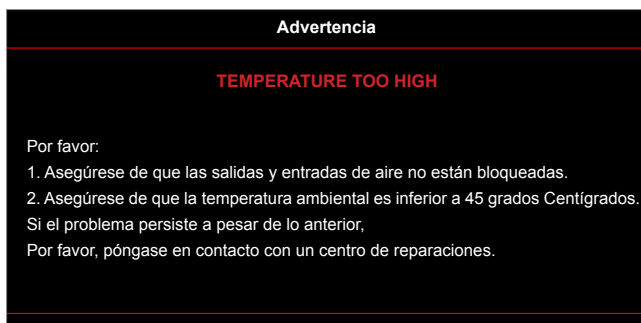 Advertencia
TEMPERATURE TOO HIGH
Por favor:
1. Asegúrese de que las salidas y entradas de aire no están bloqueadas.
2. Asegúrese de que la temperatura ambiental es inferior a 45 grados Centígrados.
Si el problema persiste a pesar de lo anterior,
Por favor, póngase en contacto con un centro de reparaciones.